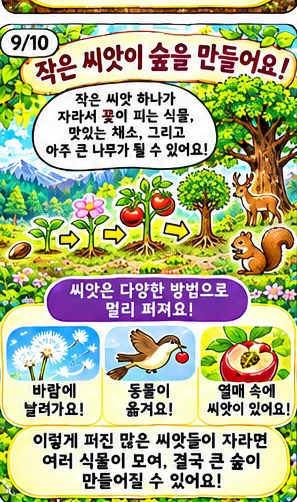 9/10
작은 씨앗이 숲을 만들어요!
작은 씨앗 하나가
자라서 꽃이 피는 식물,
맛있는 채소, 그리고
아주 큰 나무가 될 수 있어요!
씨앗은 다양한 방법으로
멀리 퍼져요!
바람에
날려가요!
동물이
옮겨요!
열매 속에
씨앗이 있어요!
이렇게 퍼진 많은 씨앗들이 자라면
여러 식물이 모여, 결국 큰 숲이
만들어질 수 있어요!